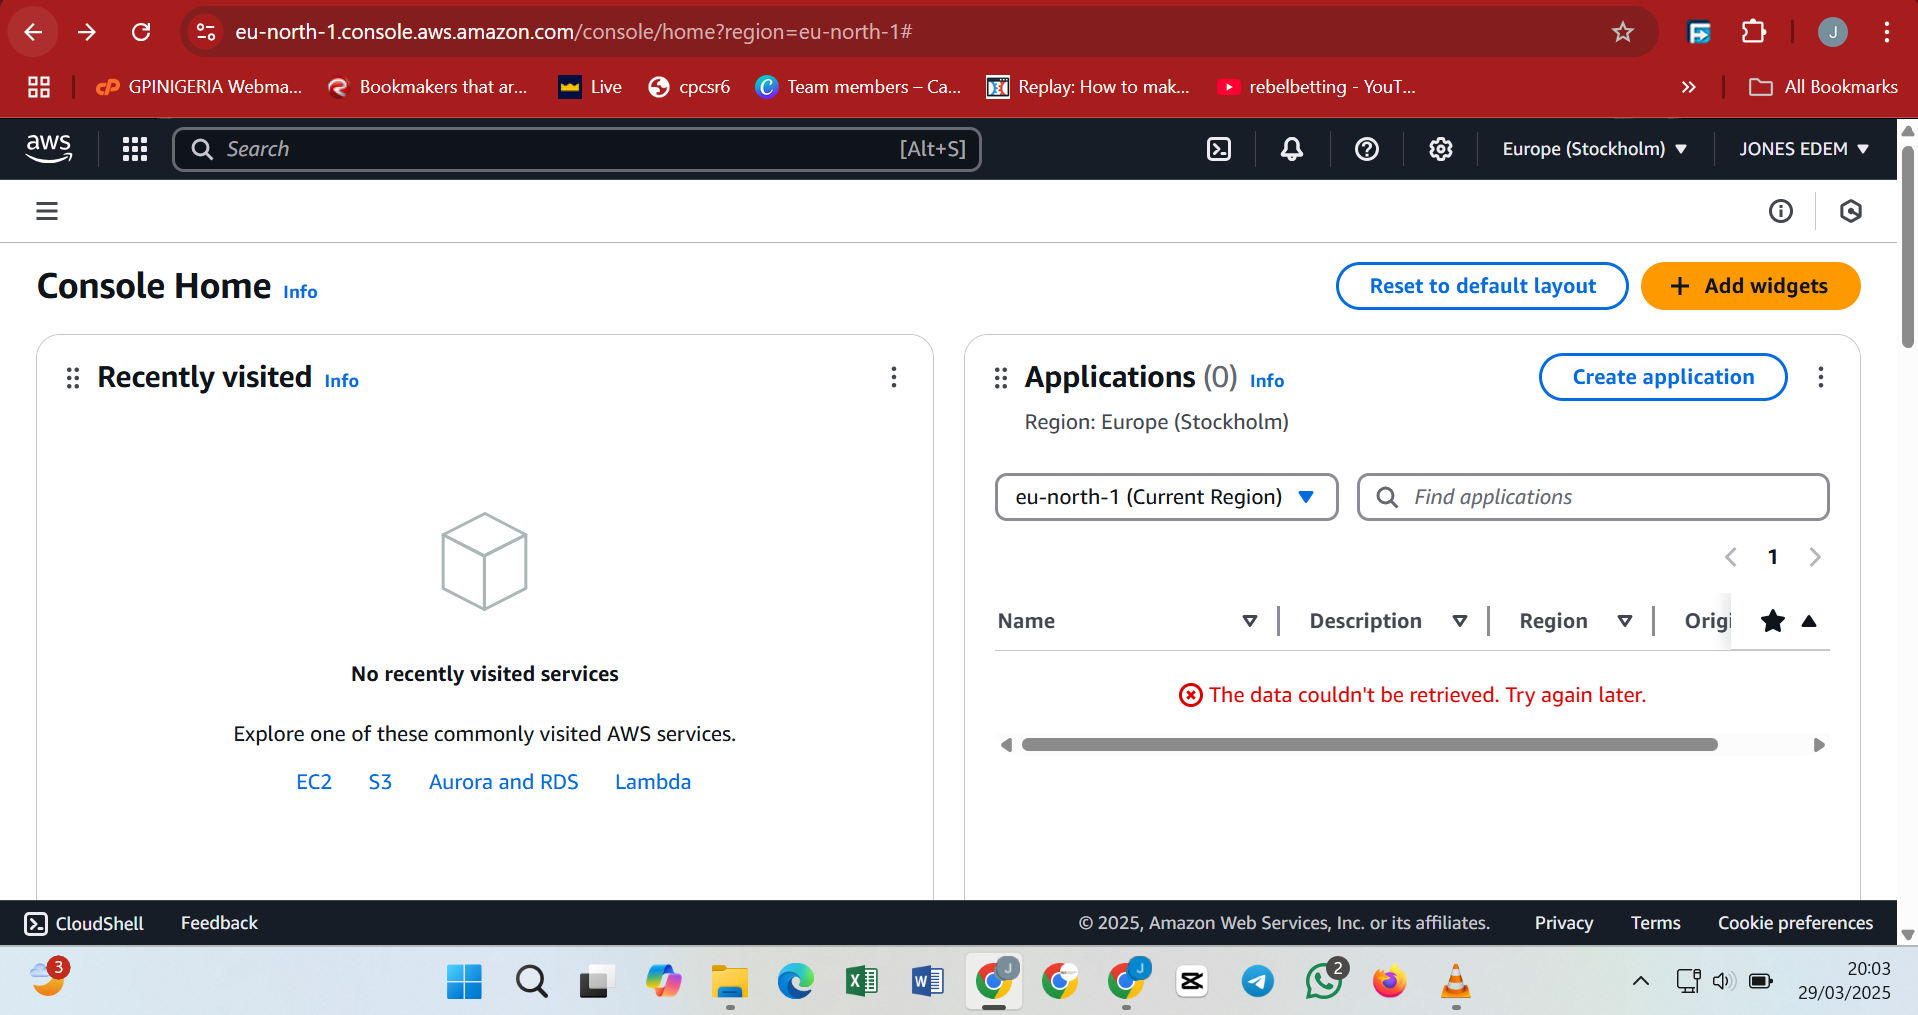 eu-north-1.console.aws.amazon.com/console/home?region=eu-north-1#
J
GPINIGERIA Webma... Bookmakers that ar... Live cpcsr6 Team members – Ca... Replay: How to mak... rebelbetting - YouT... » All Bookmarks
aws Search [Alt+S] Europe (Stockholm) JONES EDEM
Console Home Info Reset to default layout + Add widgets
Recently visited Info
No recently visited services
Explore one of these commonly visited AWS services.
EC2 S3 Aurora and RDS Lambda
Applications (0) Info Create application
Region: Europe (Stockholm)
eu-north-1 (Current Region) Find applications
1
Name Description Region Origi
The data couldn't be retrieved. Try again later.
CloudShell Feedback © 2025, Amazon Web Services, Inc. or its affiliates. Privacy Terms Cookie preferences
3 J J 2
20:03
29/03/2025